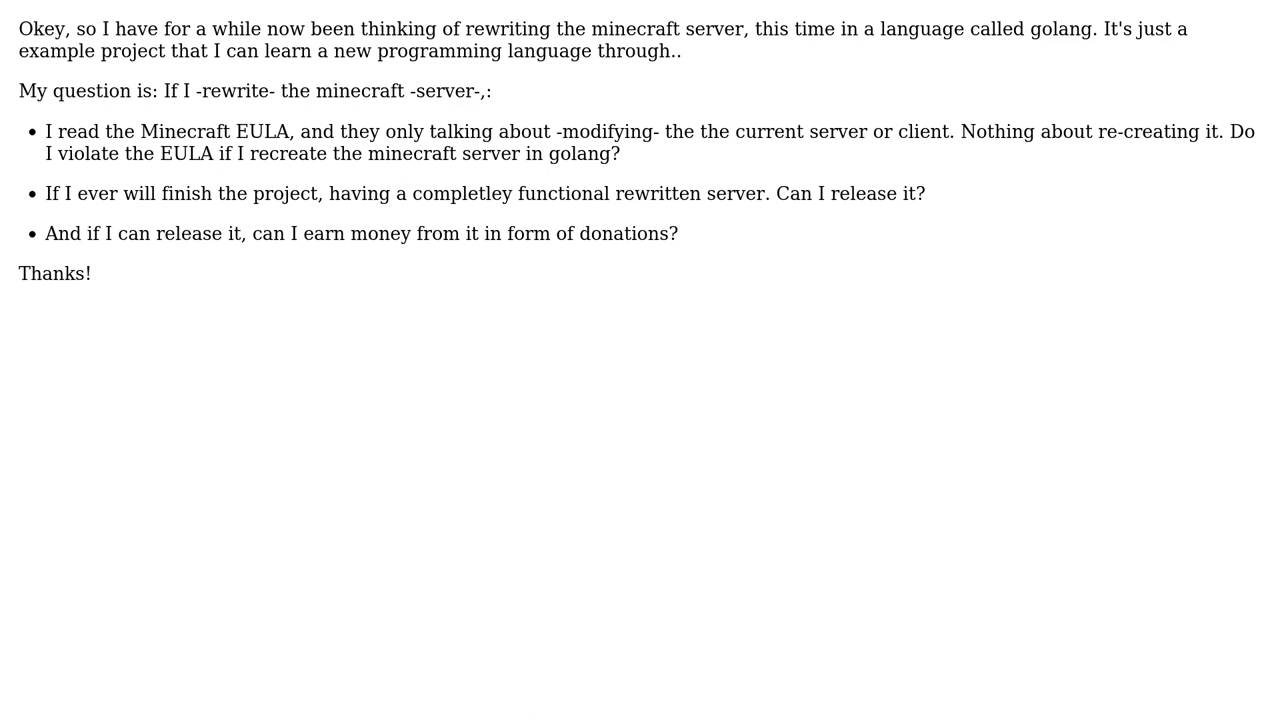 Okey, so I have for a while now been thinking of rewriting the minecraft server, this time in a language called golang. It's just a
example project that I can learn a new programming language through..
My question is: If I -rewrite- the minecraft -server-,:
• I read the Minecraft EULA, and they only talking about -modifying- the the current server or client. Nothing about re-creating it. Do
I violate the EULA if I recreate the minecraft server in golang?
• If I ever will finish the project, having a completley functional rewritten server. Can I release it?
• And if I can release it, can I earn money from it in form of donations?
Thanks!